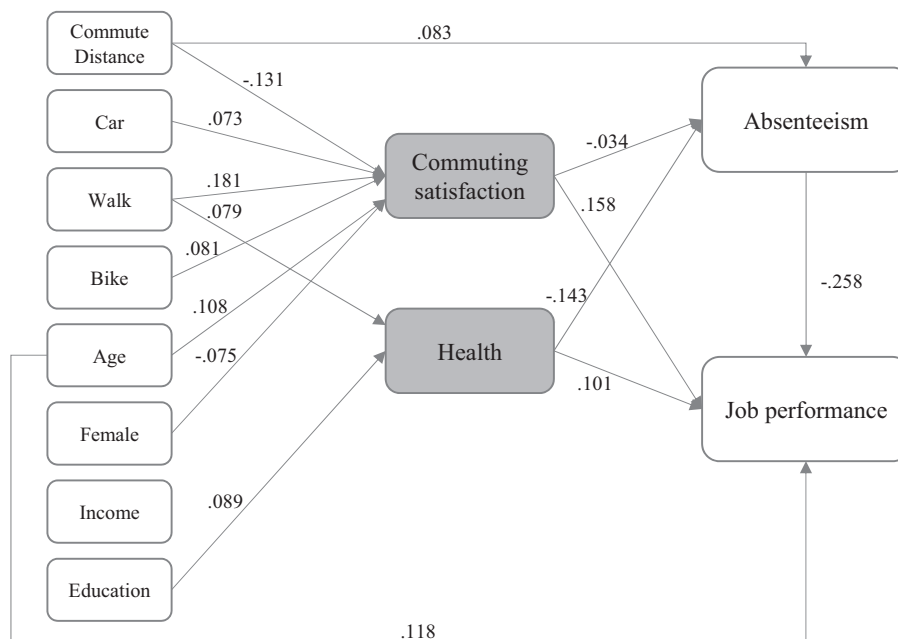 Commute
Distance
.083
-.131
Car
.073
Absenteeism
Commuting
satisfaction
-.034
Walk
.181
.079
.158
Bike
.081
.108
-.143
-.258
Age
-.075
Health
.101
Job performance
Female
.089
Income
Education
.118